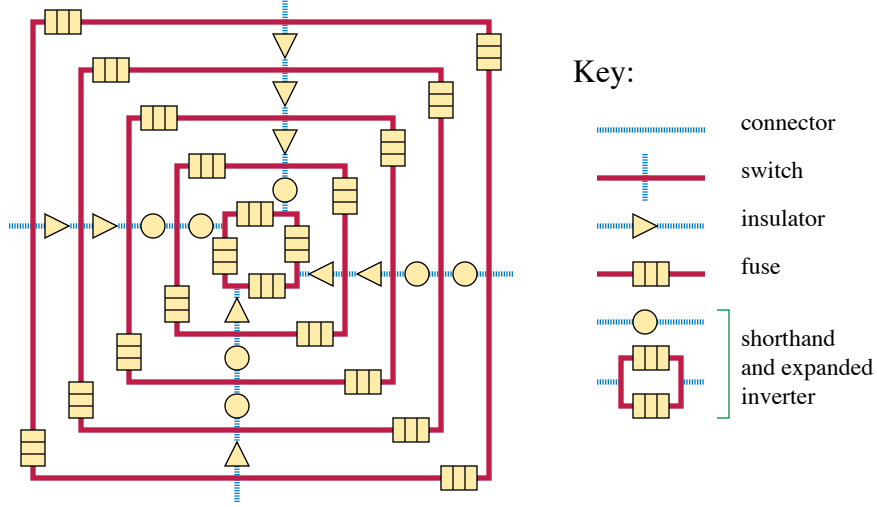 Key:
connector
switch
insulator
fuse
shorthand
and expanded
inverter